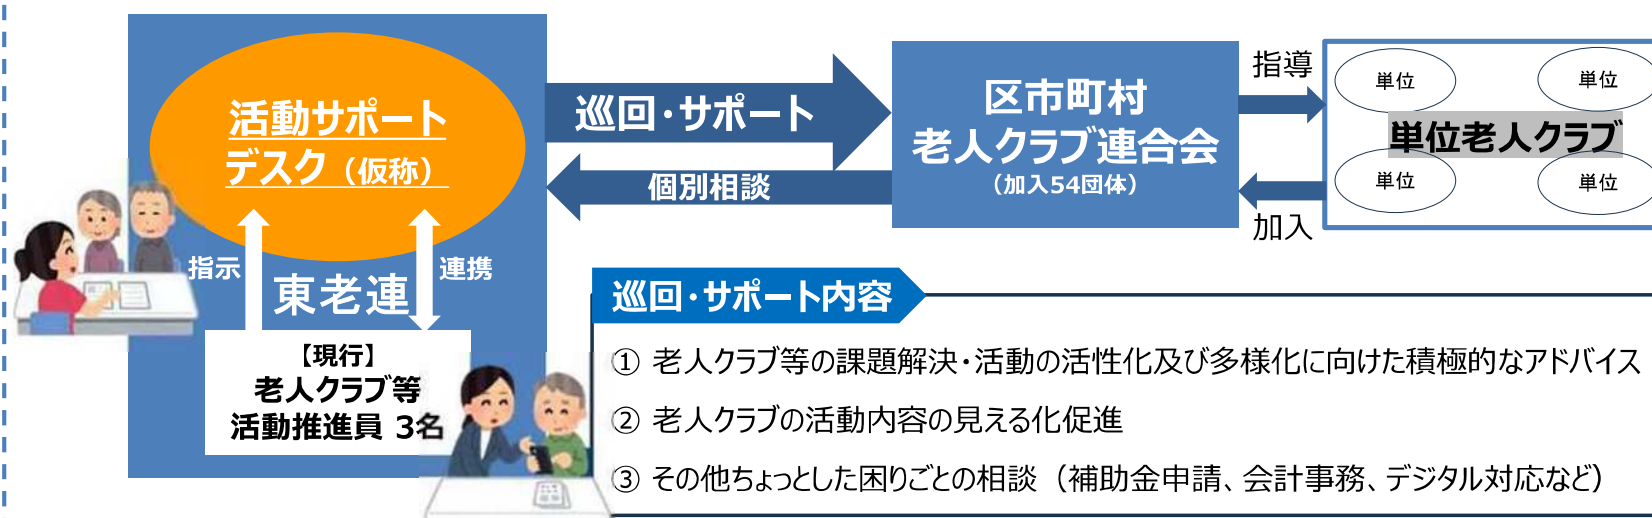 活動サポート
デスク（仮称）
指示
連携
東老連
【現行】
老人クラブ等
活動推進員 3名
巡回・サポート
個別相談
区市町村
老人クラブ連合会
（加入54団体）
指導
加入
単位
単位
単位老人クラブ
単位
単位
巡回・サポート内容
① 老人クラブ等の課題解決・活動の活性化及び多様化に向けた積極的なアドバイス
② 老人クラブの活動内容の見える化促進
③ その他ちょっとした困りごとの相談（補助金申請、会計事務、デジタル対応など）